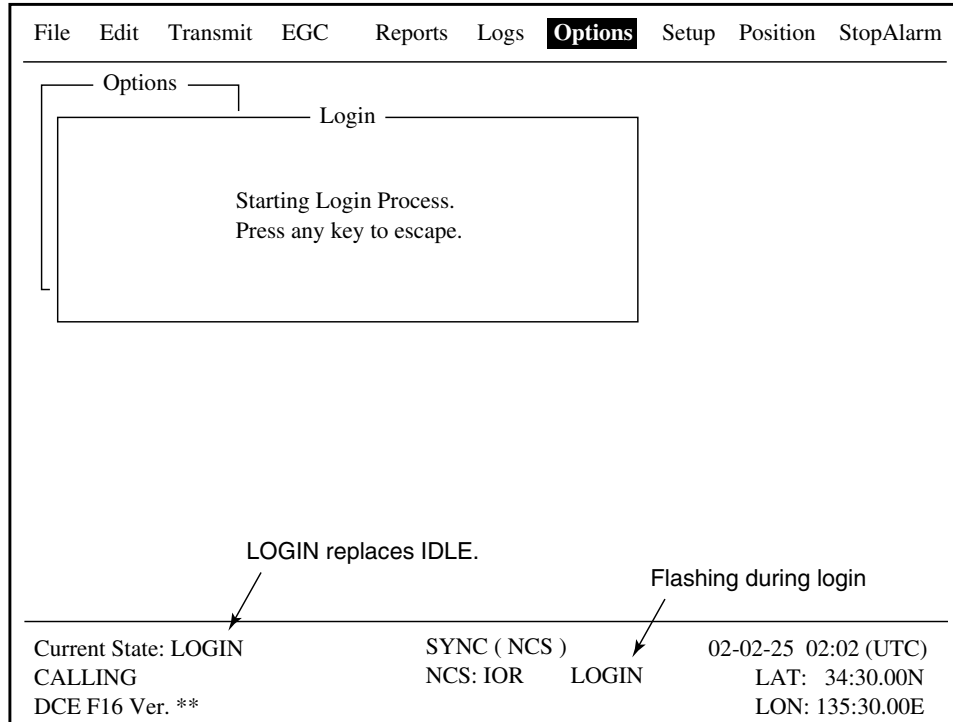 File Edit Transmit EGC Reports Logs Options Setup Position StopAlarm
Options
Login
Starting Login Process.
Press any key to escape.
LOGIN replaces IDLE.
Flashing during login
Current State: LOGIN SYNC ( NCS ) 02-02-25 02:02 (UTC)
CALLING NCS: IOR LOGIN LAT: 34:30.00N
DCE F16 Ver. ** LON: 135:30.00E